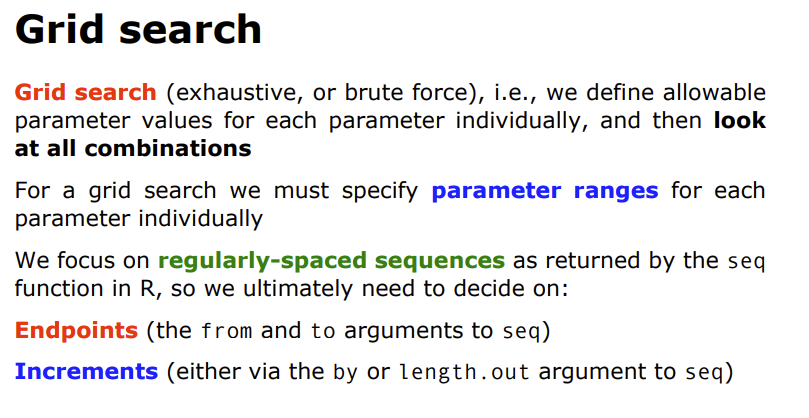 Grid search
Grid search (exhaustive, or brute force), i.e., we define allowable
parameter values for each parameter individually, and then look
at all combinations
For a grid search we must specify parameter ranges for each
parameter individually
We focus on regularly-spaced sequences as returned by the seq
function in R, so we ultimately need to decide on:
Endpoints (the from and to arguments to seq)
Increments (either via the by or length.out argument to seq)